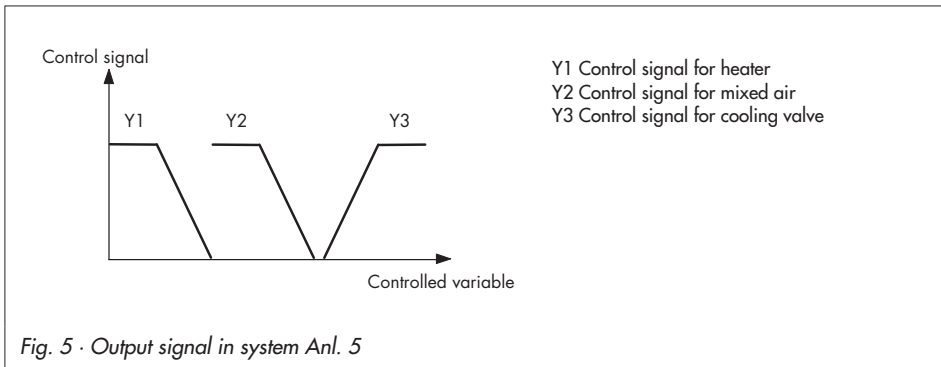 Control signal
Y1 Y2 Y3
Controlled variable
Y1 Control signal for heater
Y2 Control signal for mixed air
Y3 Control signal for cooling valve
Fig. 5 · Output signal in system Anl. 5